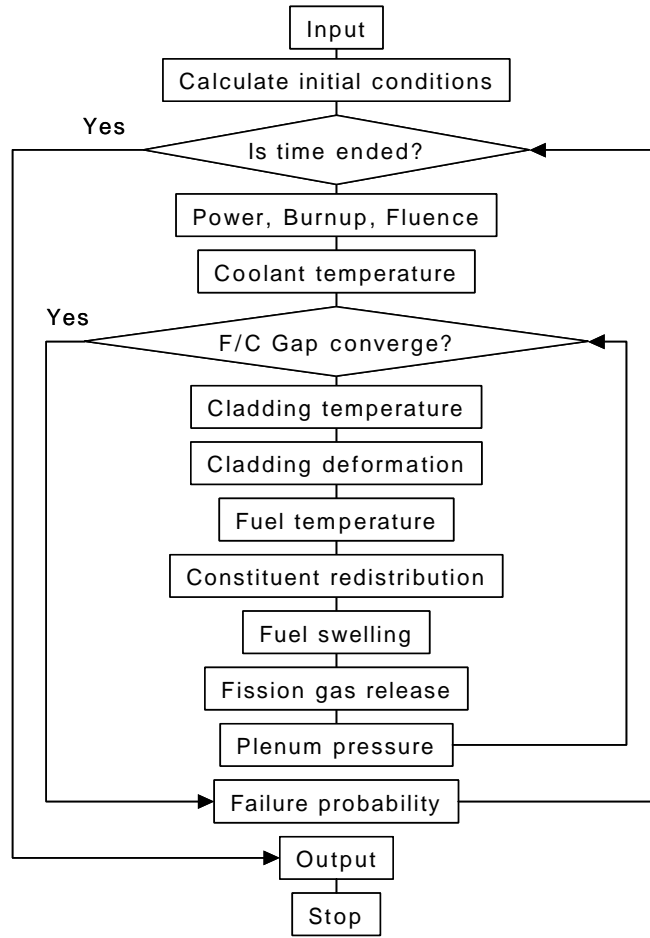 Input
Calculate initial conditions
Yes
Is time ended?
Power, Burnup, Fluence
Coolant temperature
Yes
F/C Gap converge?
Cladding temperature
Cladding deformation
Fuel temperature
Constituent redistribution
Fuel swelling
Fission gas release
Plenum pressure
Failure probability
Output
Stop